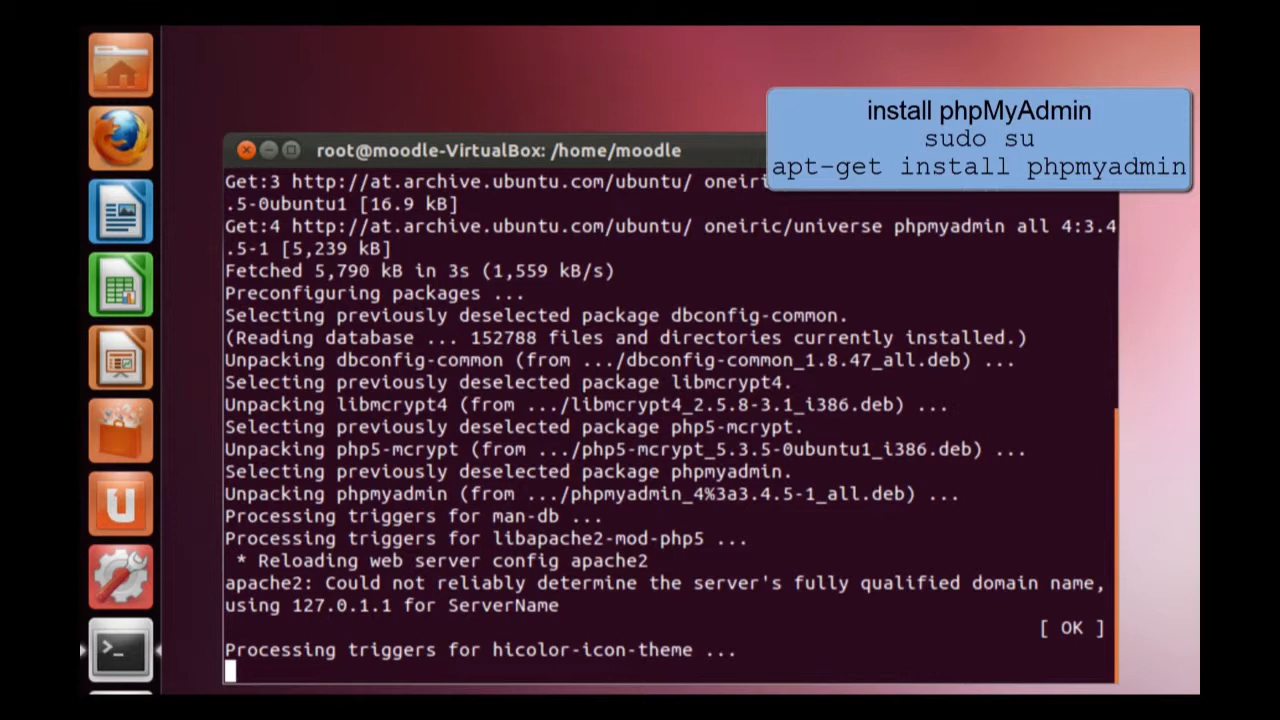 install phpMyAdmin
sudo su
apt-get install phpmyadmin
root@moodle-VirtualBox: /home/moodle
Get:3 http://at.archive.ubuntu.com/ubuntu/ oneiri
.5-0ubuntu1 [16.9 kB]
Get:4 http://at.archive.ubuntu.com/ubuntu/ oneiric/universe phpmyadmin all 4:3.4
.5-1 [5,239 kB]
Fetched 5,790 kB in 3s (1,559 kB/s)
Preconfiguring packages ...
Selecting previously deselected package dbconfig-common.
(Reading database ... 152788 files and directories currently installed.)
Unpacking dbconfig-common (from .../dbconfig-common_1.8.47_all.deb) ...
Selecting previously deselected package libmcrypt4.
Unpacking libmcrypt4 (from .../libmcrypt4_2.5.8-3.1_i386.deb) ...
Selecting previously deselected package php5-mcrypt.
Unpacking php5-mcrypt (from .../php5-mcrypt_5.3.5-0ubuntu1_i386.deb) ...
Selecting previously deselected package phpmyadmin.
Unpacking phpmyadmin (from .../phpmyadmin_4%3a3.4.5-1_all.deb) ...
Processing triggers for man-db ...
Processing triggers for libapache2-mod-php5 ...
 * Reloading web server config apache2
apache2: Could not reliably determine the server's fully qualified domain name,
using 127.0.1.1 for ServerName
[ OK ]
Processing triggers for hicolor-icon-theme ...